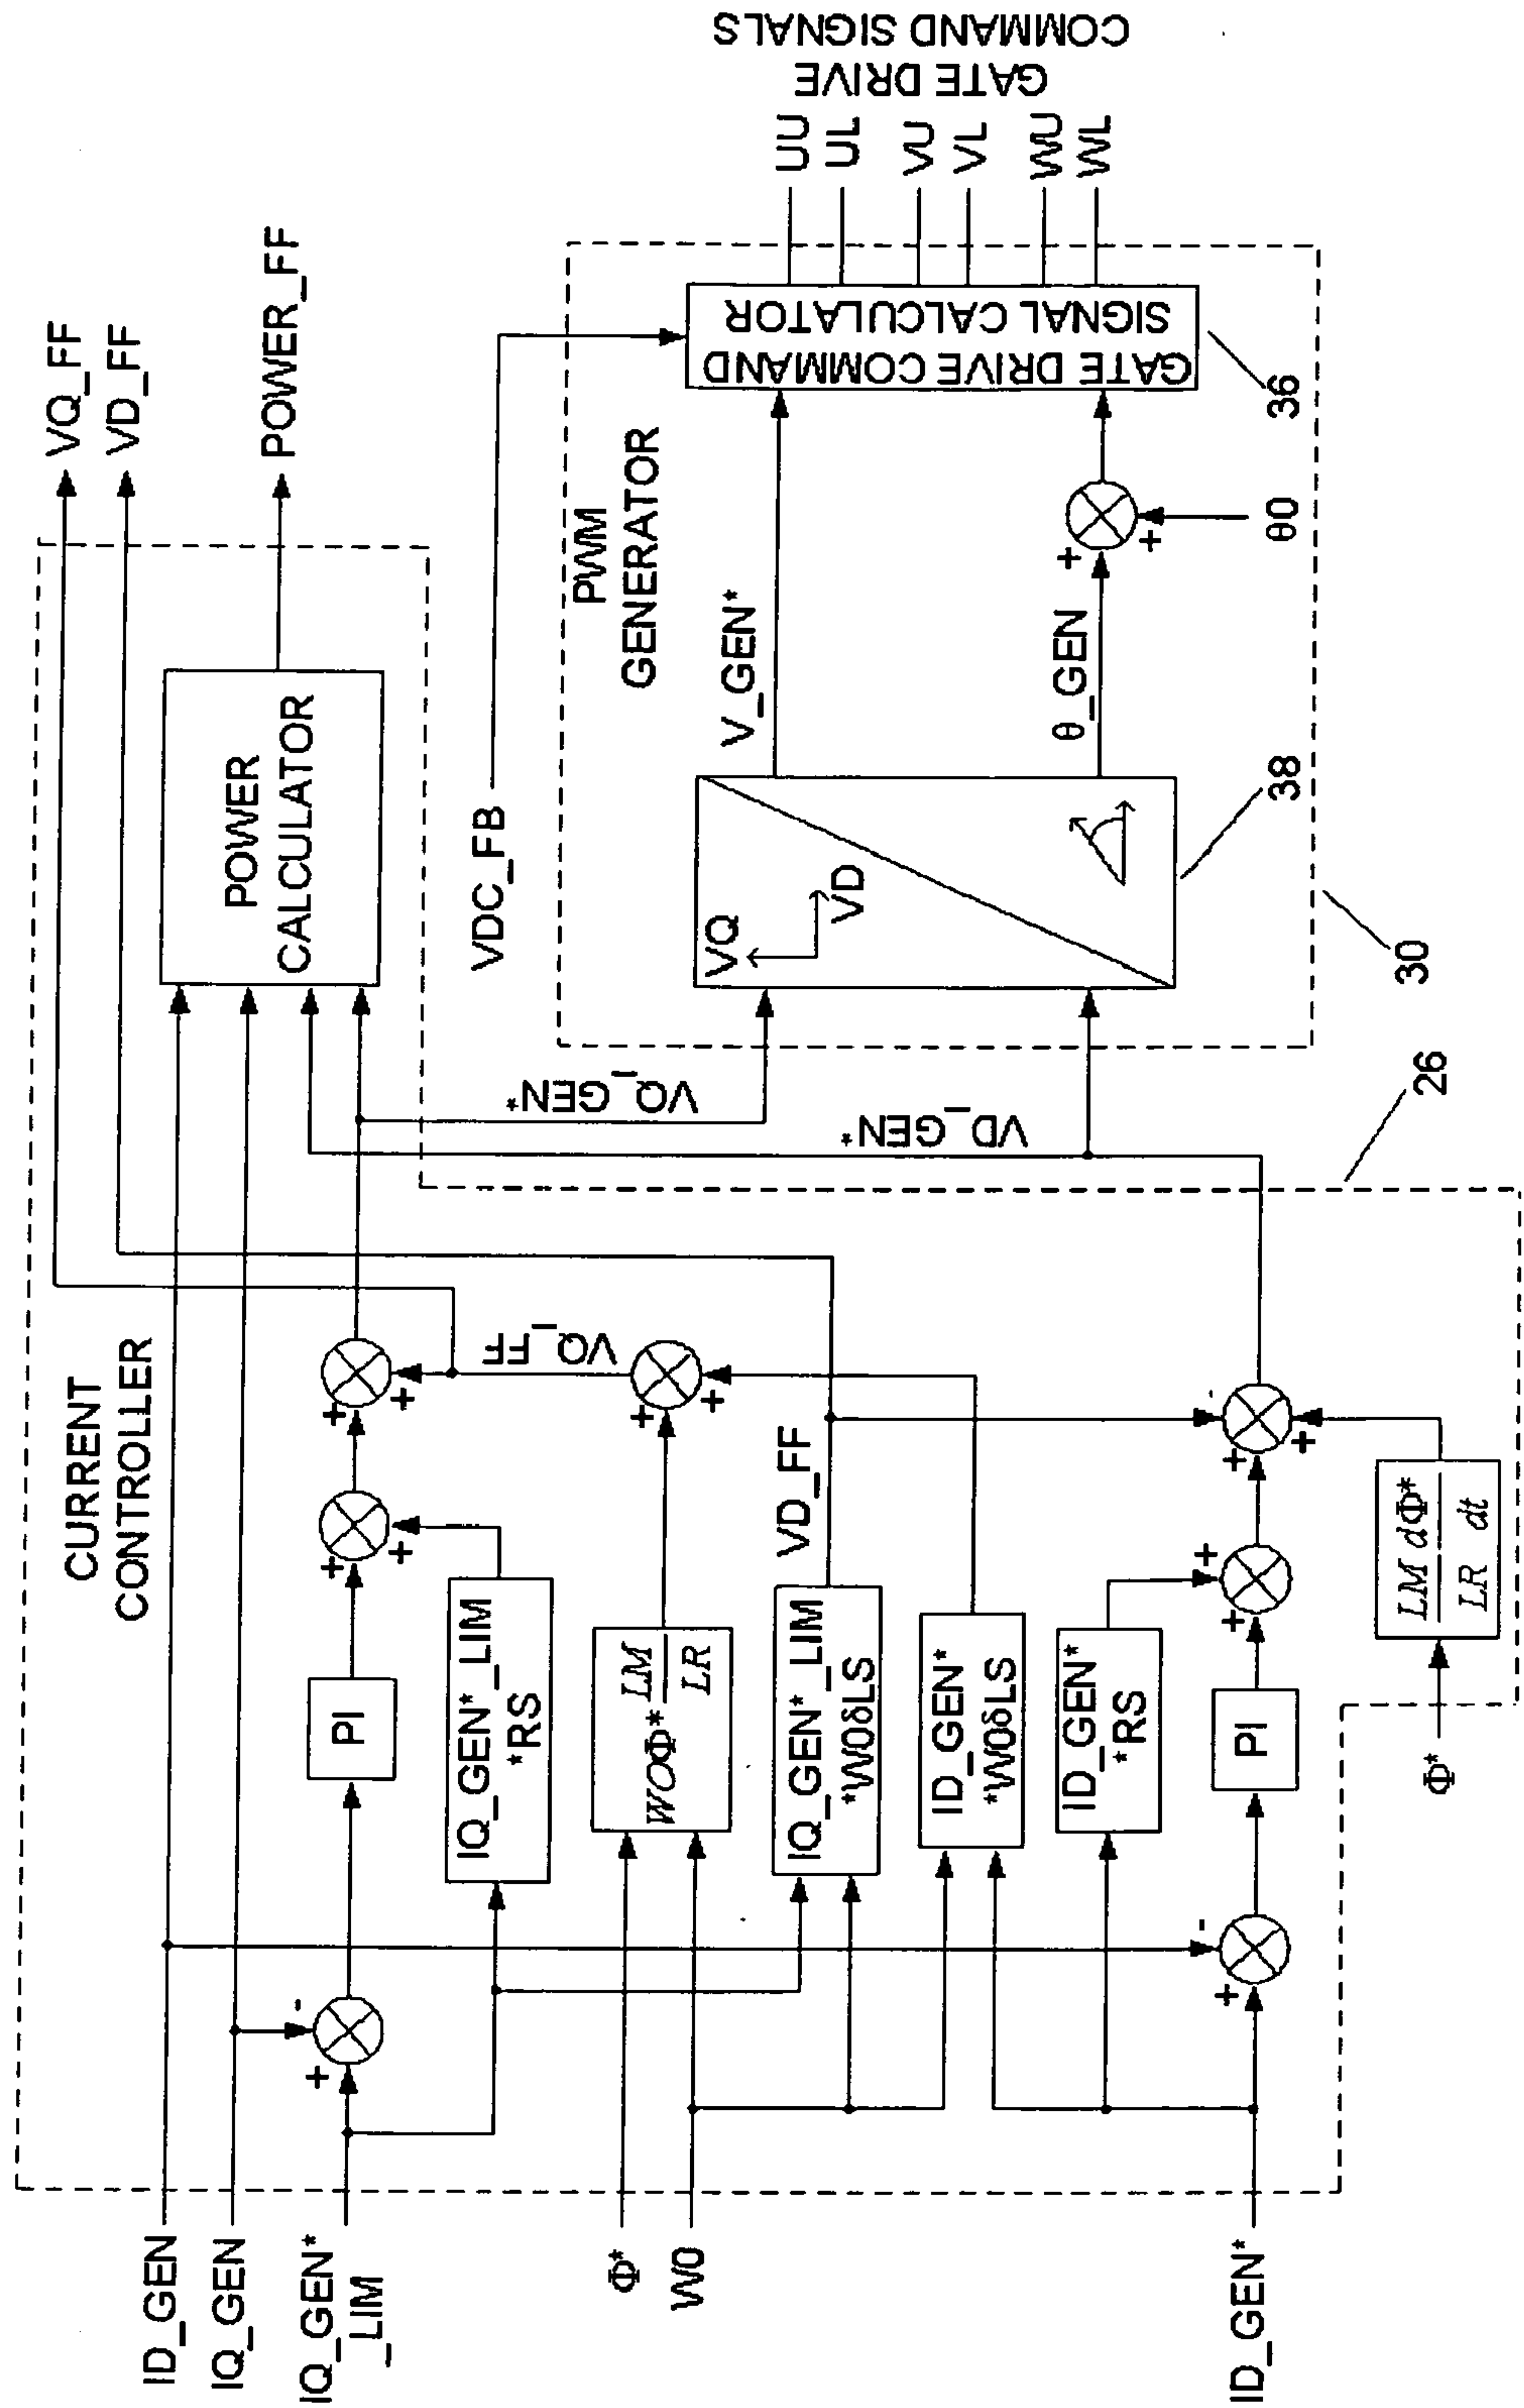 VQ_FF
VD_FF
POWER_FF
CURRENT
CONTROLLER
POWER
CALCULATOR
VDC_FB
PWM
GENERATOR
ID_GEN
IQ_GEN
IQ_GEN*
_LIM
Φ*
W0
ID_GEN*
-
+
PI
IQ_GEN*_LIM
*RS
+
+
+
+
WOΦ* LM
LR
+
+
VQ_FF
IQ_GEN*_LIM
*W0δLS
VD_FF
ID_GEN*
*W0δLS
ID_GEN*
*RS
+
+
-
+
PI
-
+
+
Φ*
LM dΦ*
LR dt
VQ_GEN*
VD_GEN*
VQ
VD
V_GEN*
θ_GEN
+
+
θ0
GATE DRIVE COMMAND
SIGNAL CALCULATOR
UU
UL
VU
VL
WU
WL
GATE DRIVE
COMMAND SIGNALS
36
38
30
26